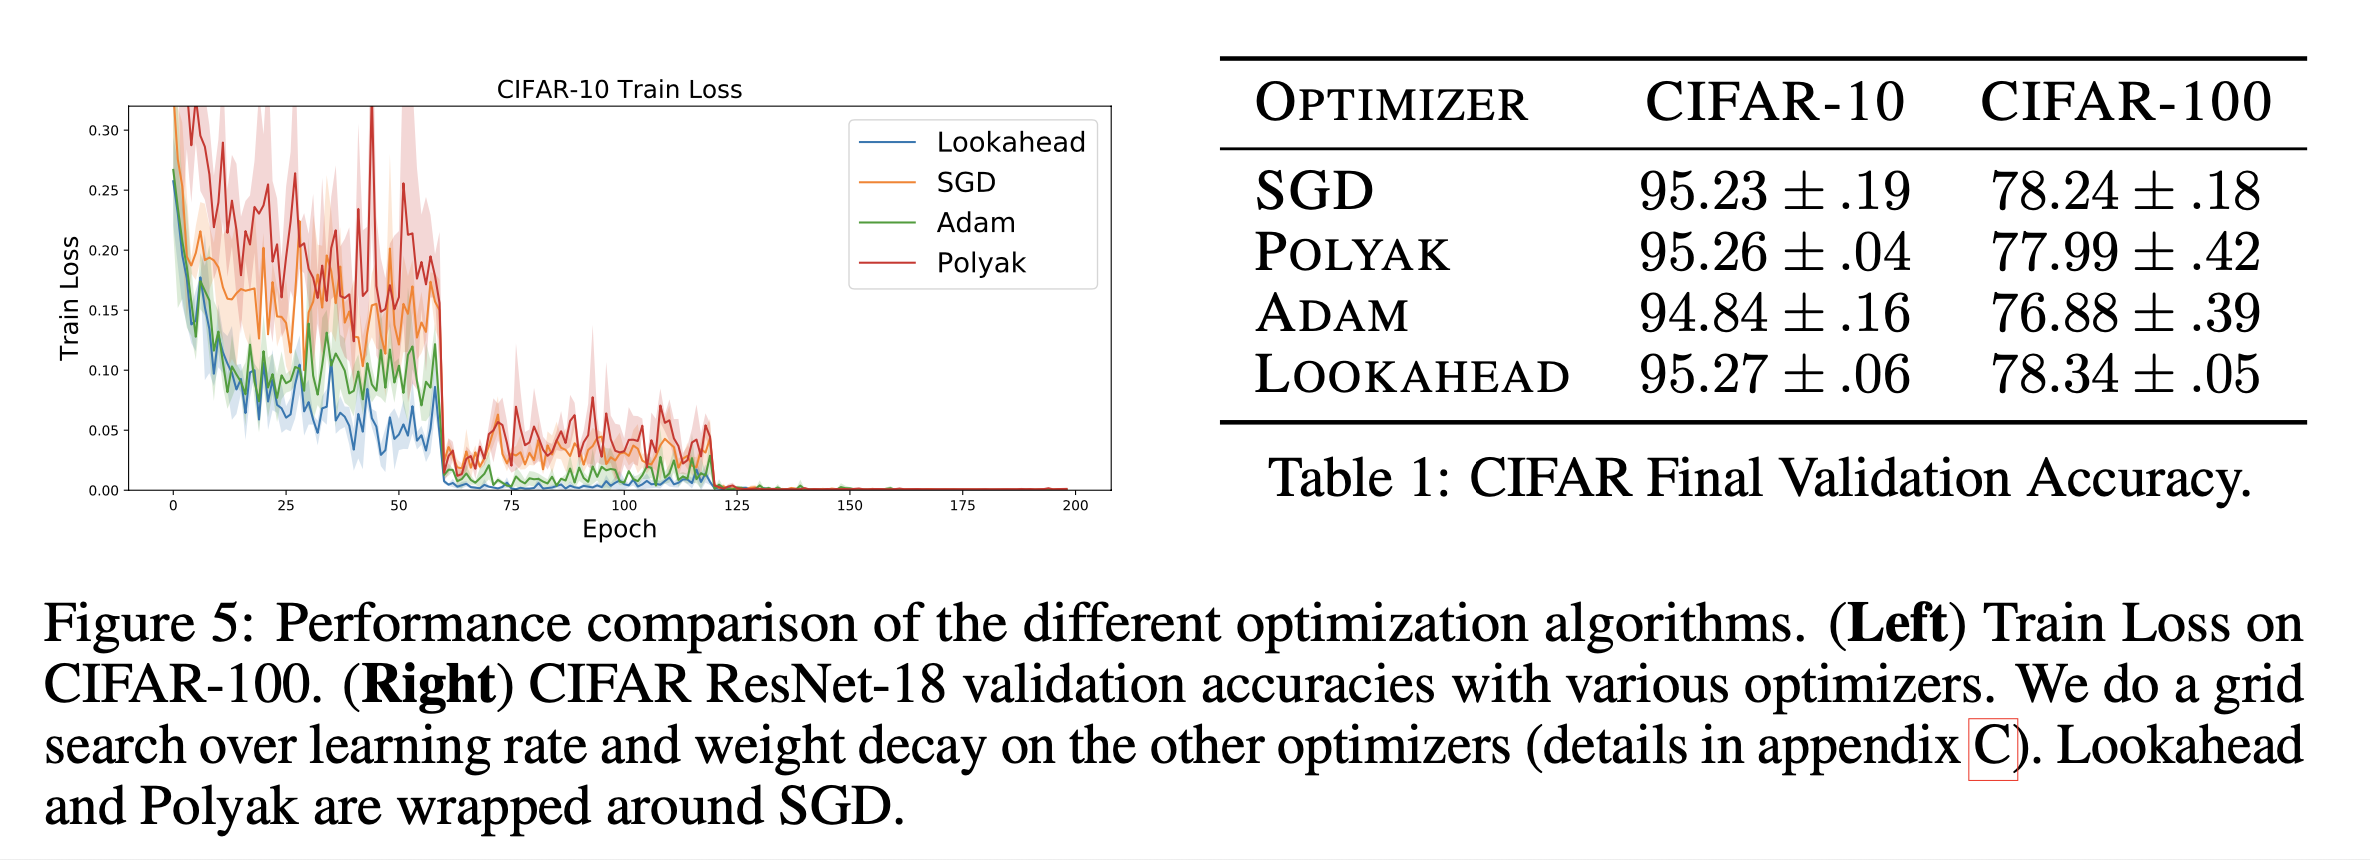 CIFAR-10 Train Loss
0.30
0.25
0.20
0.15
0.10
0.05
0.00
Train Loss
0 25 50 75 100 125 150 175 200
Epoch
Lookahead
SGD
Adam
Polyak
OPTIMIZER CIFAR-10 CIFAR-100
SGD 95.23 ± .19 78.24 ± .18
POLYAK 95.26 ± .04 77.99 ± .42
ADAM 94.84 ± .16 76.88 ± .39
LOOKAHEAD 95.27 ± .06 78.34 ± .05
Table 1: CIFAR Final Validation Accuracy.
Figure 5: Performance comparison of the different optimization algorithms. (Left) Train Loss on
CIFAR-100. (Right) CIFAR ResNet-18 validation accuracies with various optimizers. We do a grid
search over learning rate and weight decay on the other optimizers (details in appendix C). Lookahead
and Polyak are wrapped around SGD.